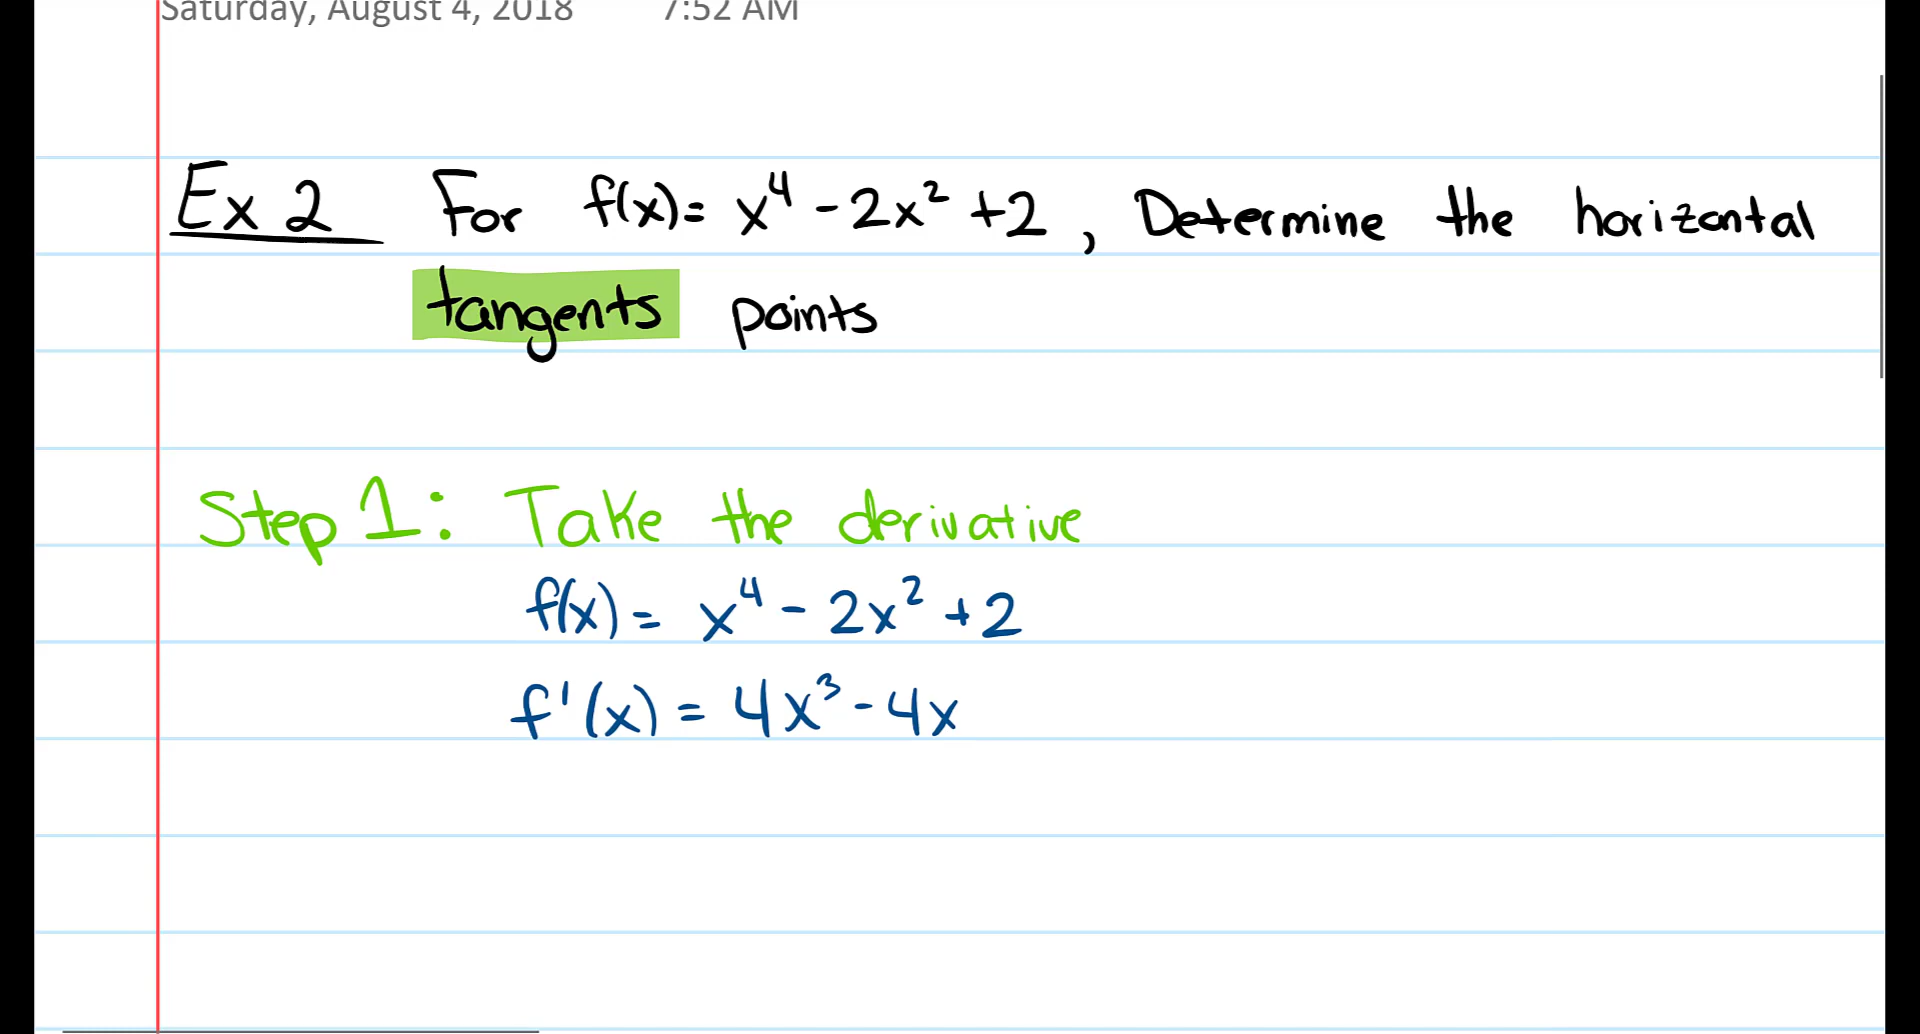 Saturday, August 4, 2018 7:52 AM
Ex 2 For f(x)= x⁴ - 2x² +2, Determine the horizontal
tangents points
Step 1: Take the derivative
f(x)= x⁴ - 2x² +2
f'(x) = 4x³ - 4x